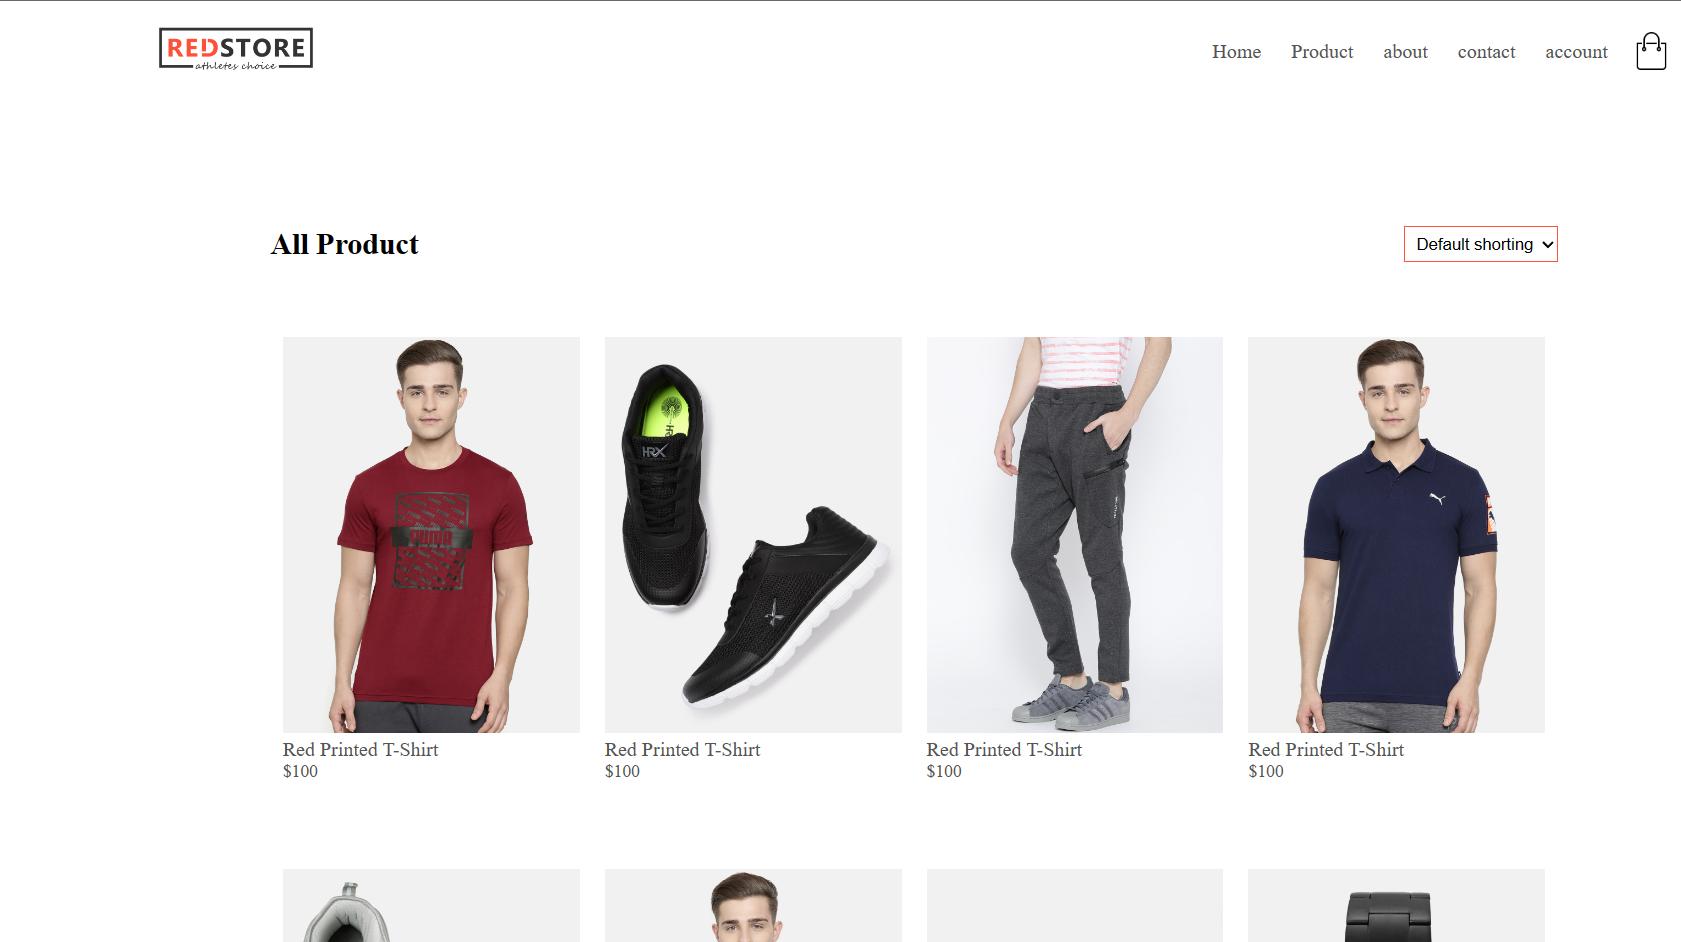 REDSTORE
athletes choice
Home Product about contact account
All Product
Default shorting
HRX
HRX
PUMA
Red Printed T-Shirt Red Printed T-Shirt Red Printed T-Shirt Red Printed T-Shirt
$100 $100 $100 $100